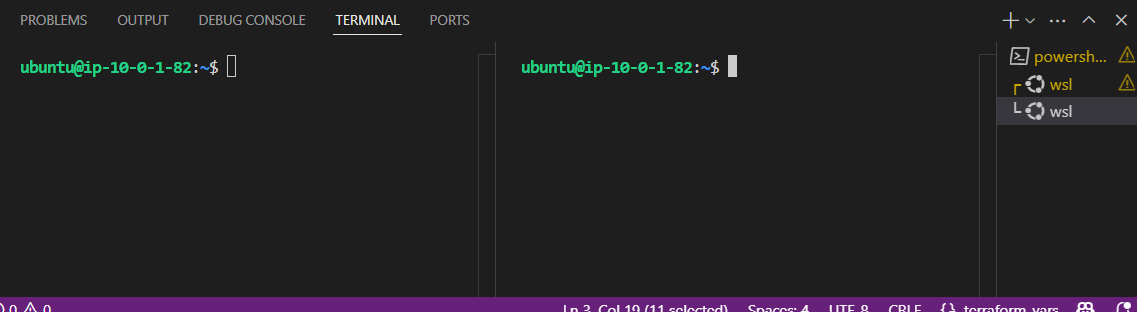 PROBLEMS OUTPUT DEBUG CONSOLE TERMINAL PORTS
ubuntu@ip-10-0-1-82:~$
ubuntu@ip-10-0-1-82:~$
powersh...
wsl
wsl
0 0 Ln 3, Col 19 (11 selected) Spaces: 4 UTF-8 CRLF {} terraform-vars